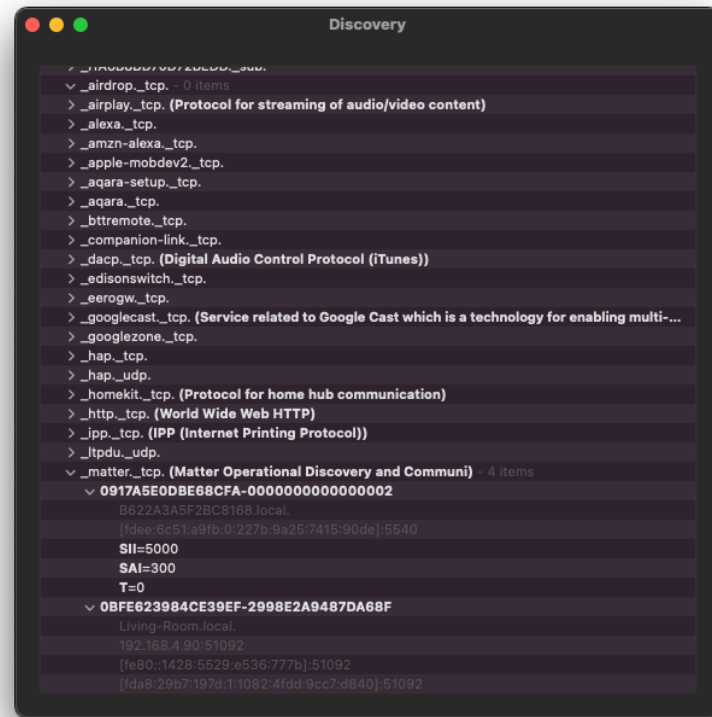 Discovery
_airdrop._tcp. - 0 items
_airplay._tcp. (Protocol for streaming of audio/video content)
_alexa._tcp.
_amzn-alexa._tcp.
_apple-mobdev2._tcp.
_aqara-setup._tcp.
_aqara._tcp.
_bttremote._tcp.
_companion-link._tcp.
_dacp._tcp. (Digital Audio Control Protocol (iTunes))
_edisonswitch._tcp.
_eerogw._tcp.
_googlecast._tcp. (Service related to Google Cast which is a technology for enabling multi-...
_googlezone._tcp.
_hap._tcp.
_hap._udp.
_homekit._tcp. (Protocol for home hub communication)
_http._tcp. (World Wide Web HTTP)
_ipp._tcp. (IPP (Internet Printing Protocol))
_ltpdu._udp.
_matter._tcp. (Matter Operational Discovery and Communi) - 4 items
0917A5E0DBE68CFA-0000000000000002
B622A3A5F2BC8168.local.
[fdee:6c51:a9fb:0:227b:9a25:7415:90de]:5540
SII=5000
SAI=300
T=0
0BFE623984CE39EF-2998E2A9487DA68F
Living-Room.local.
192.168.4.90:51092
[fe80::1428:5529:e536:777b]:51092
[fda8:29b7:197d:1:1082:4fdd:9cc7:d840]:51092